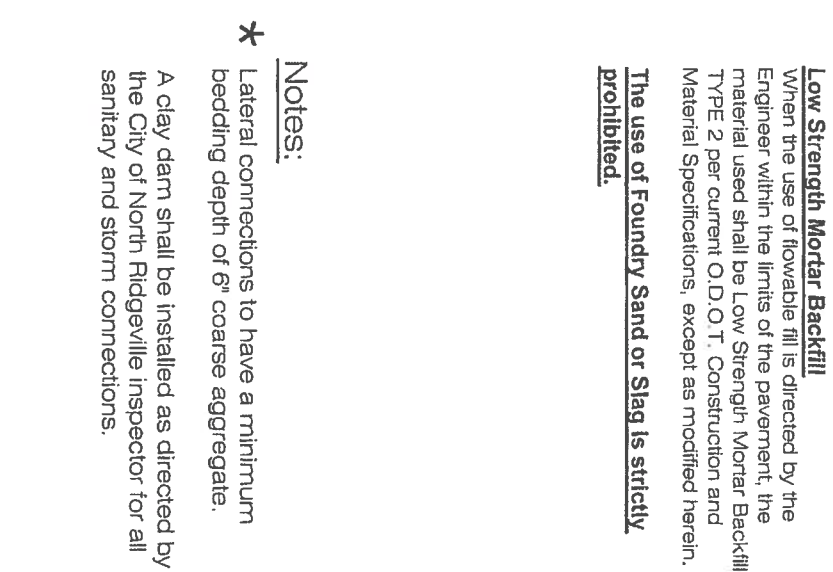 Low Strength Mortar Backfill
When the use of flowable fill is directed by the
Engineer within the limits of the pavement, the
material used shall be Low Strength Mortar Backfill
TYPE 2 per current O.D.O.T. Construction and
Material Specifications, except as modified herein.
The use of Foundry Sand or Slag is strictly
prohibited.
Notes:
* Lateral connections to have a minimum
bedding depth of 6" coarse aggregate.
A clay dam shall be installed as directed by
the City of North Ridgeville inspector for all
sanitary and storm connections.